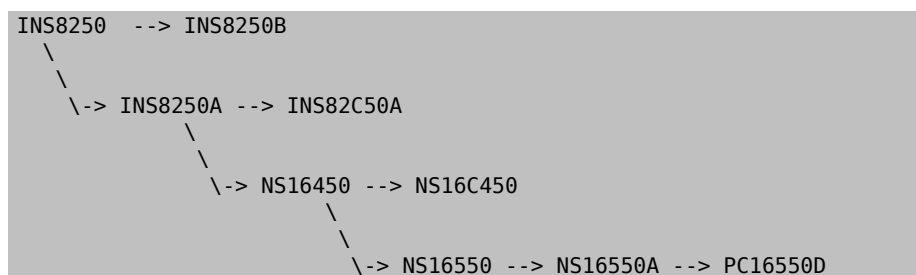 INS8250  --> INS8250B
  \
   \
    \-> INS8250A --> INS82C50A
             \
              \
               \-> NS16450 --> NS16C450
                        \
                         \
                          \-> NS16550 --> NS16550A --> PC16550D